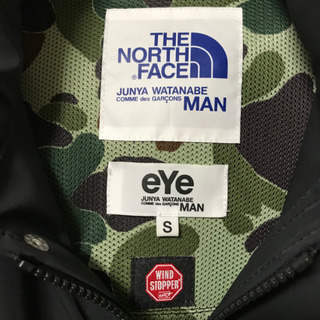 THE
NORTH
FACE
JUNYA WATANABE
COMME des GARÇONS MAN
eYe
JUNYA WATANABE
COMME des GARÇONS MAN
S
WIND
STOPPER